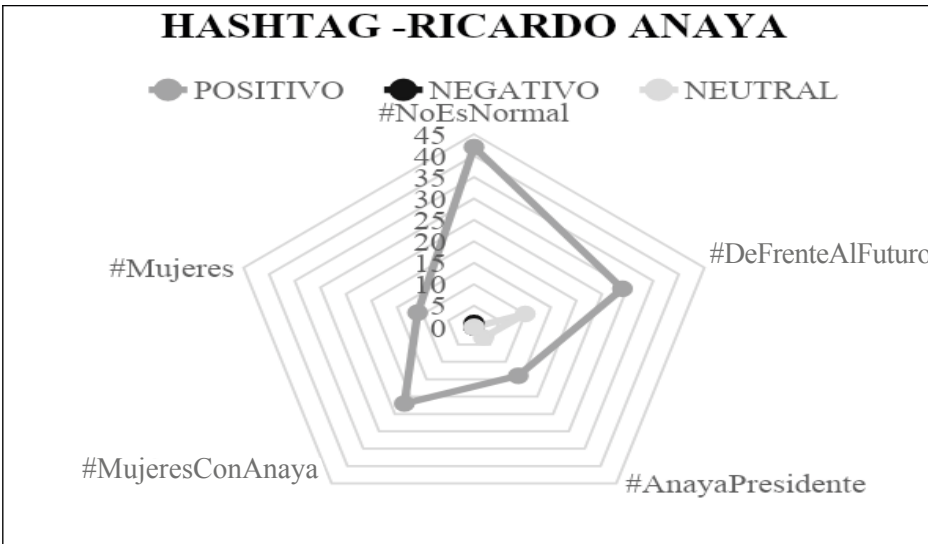 HASHTAG -RICARDO ANAYA
POSITIVO NEGATIVO NEUTRAL
#NoEsNormal
45
40
35
30
25
20
15
10
5
0
#DeFrenteAlFuturo
#Mujeres
#MujeresConAnaya
#AnayaPresidente